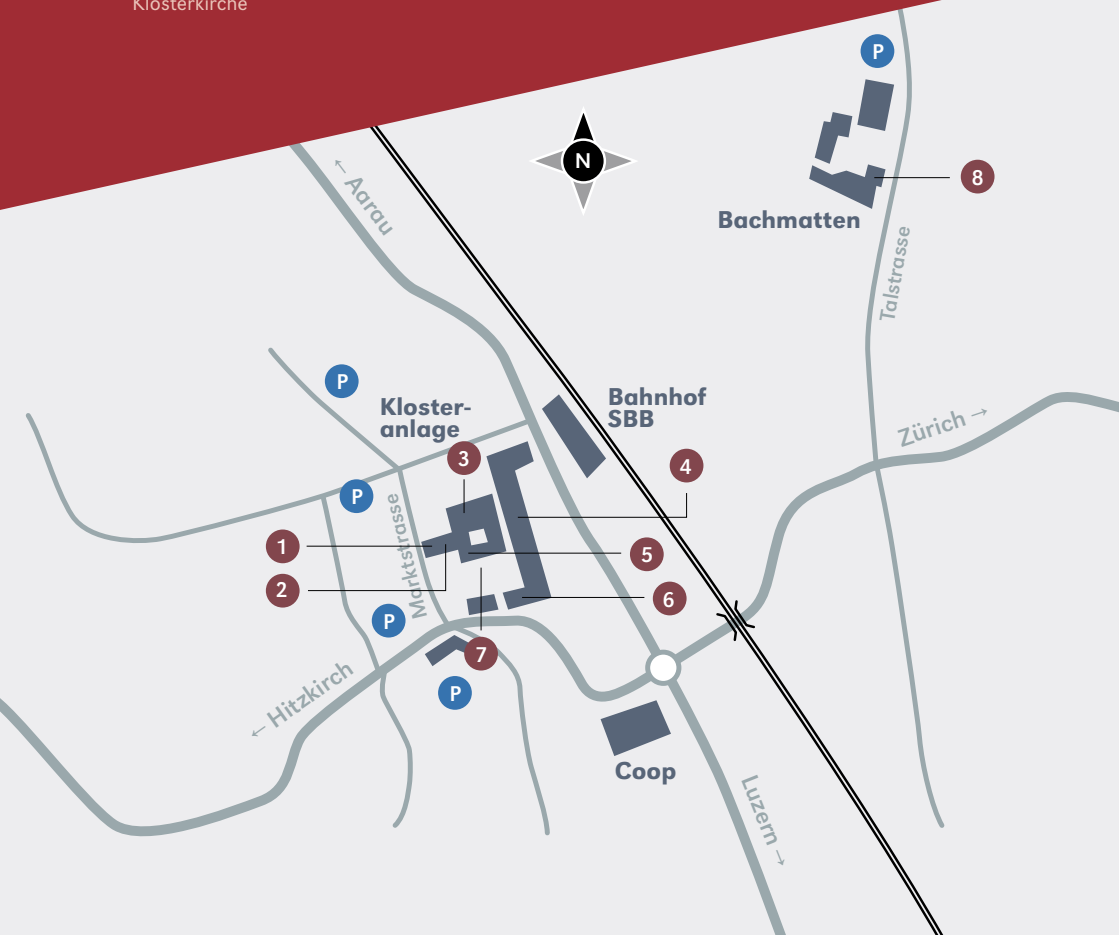 Klosterkirche
P
N
← Aarau
8
Bachmatten
Talstrasse
P
Kloster-
anlage
Bahnhof
SBB
Zürich →
3
4
P
Marktstrasse
1
5
2
6
P
7
← Hitzkirch
P
Coop
Luzern →